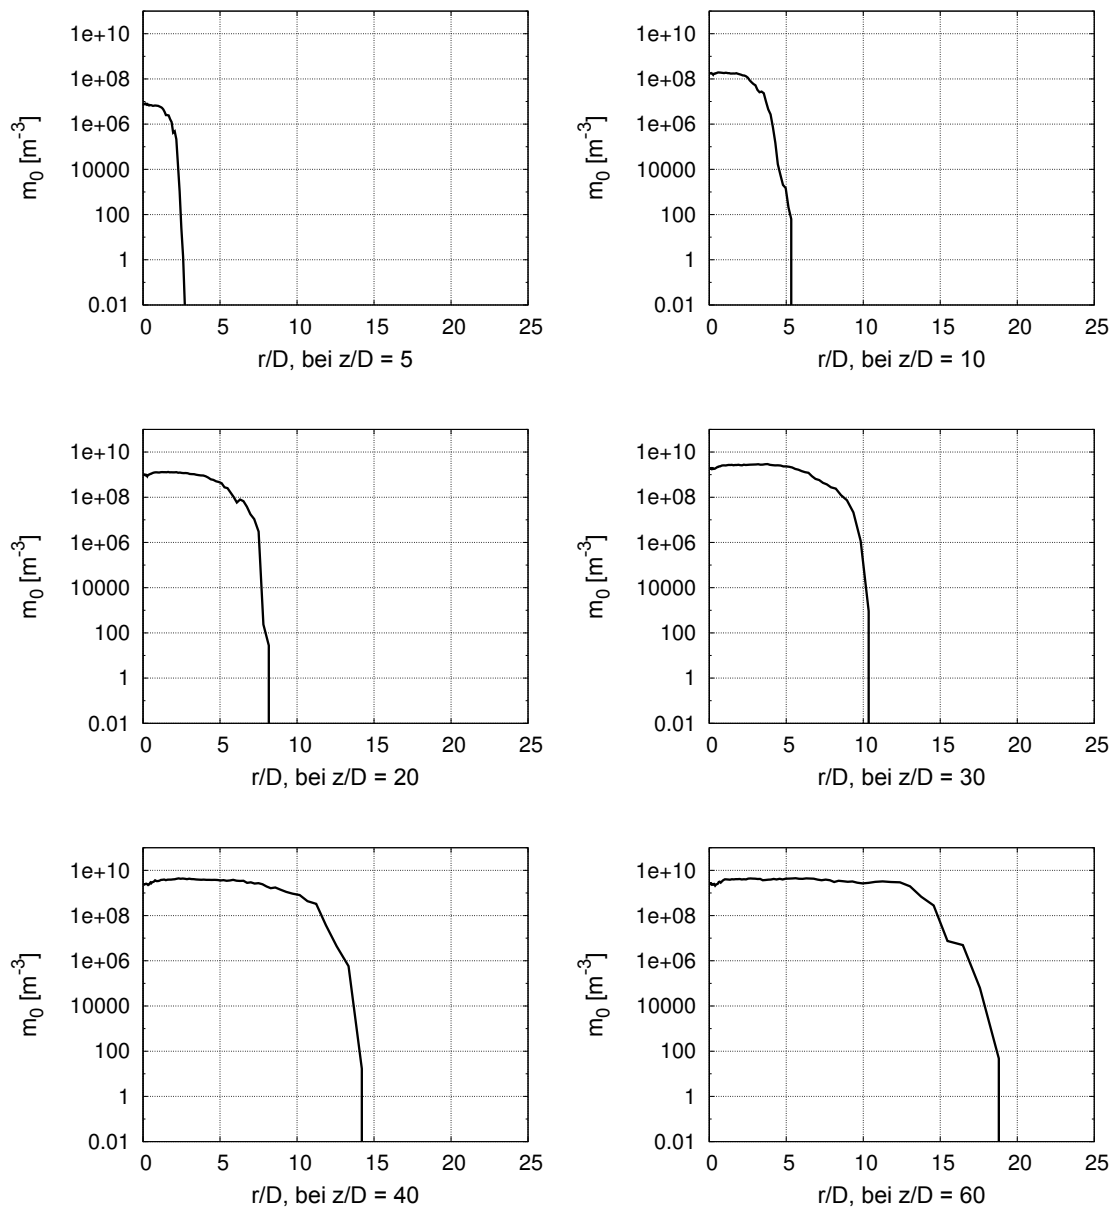 1e+10
1e+08
1e+06
10000
100
1
0.01
m₀ [m⁻³]
0 5 10 15 20 25
r/D, bei z/D = 5
1e+10
1e+08
1e+06
10000
100
1
0.01
m₀ [m⁻³]
0 5 10 15 20 25
r/D, bei z/D = 10
1e+10
1e+08
1e+06
10000
100
1
0.01
m₀ [m⁻³]
0 5 10 15 20 25
r/D, bei z/D = 20
1e+10
1e+08
1e+06
10000
100
1
0.01
m₀ [m⁻³]
0 5 10 15 20 25
r/D, bei z/D = 30
1e+10
1e+08
1e+06
10000
100
1
0.01
m₀ [m⁻³]
0 5 10 15 20 25
r/D, bei z/D = 40
1e+10
1e+08
1e+06
10000
100
1
0.01
m₀ [m⁻³]
0 5 10 15 20 25
r/D, bei z/D = 60